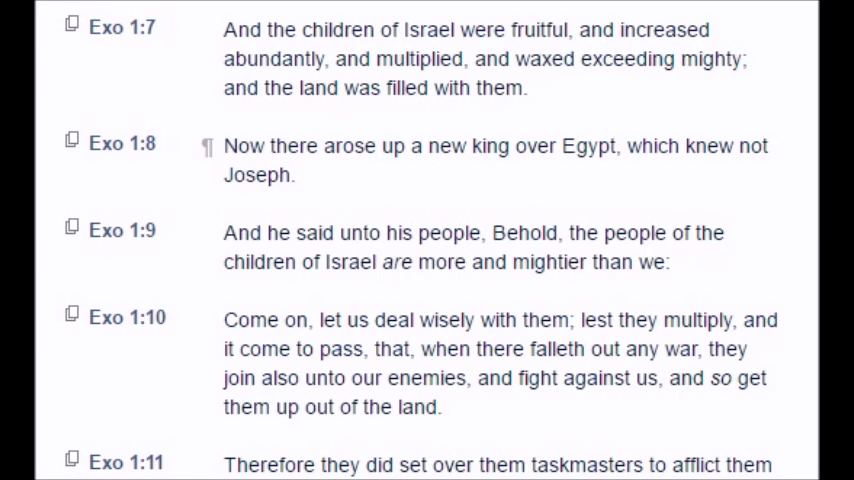 Exo 1:7 And the children of Israel were fruitful, and increased
abundantly, and multiplied, and waxed exceeding mighty;
and the land was filled with them.
Exo 1:8 ¶ Now there arose up a new king over Egypt, which knew not
Joseph.
Exo 1:9 And he said unto his people, Behold, the people of the
children of Israel are more and mightier than we:
Exo 1:10 Come on, let us deal wisely with them; lest they multiply, and
it come to pass, that, when there falleth out any war, they
join also unto our enemies, and fight against us, and so get
them up out of the land.
Exo 1:11 Therefore they did set over them taskmasters to afflict them